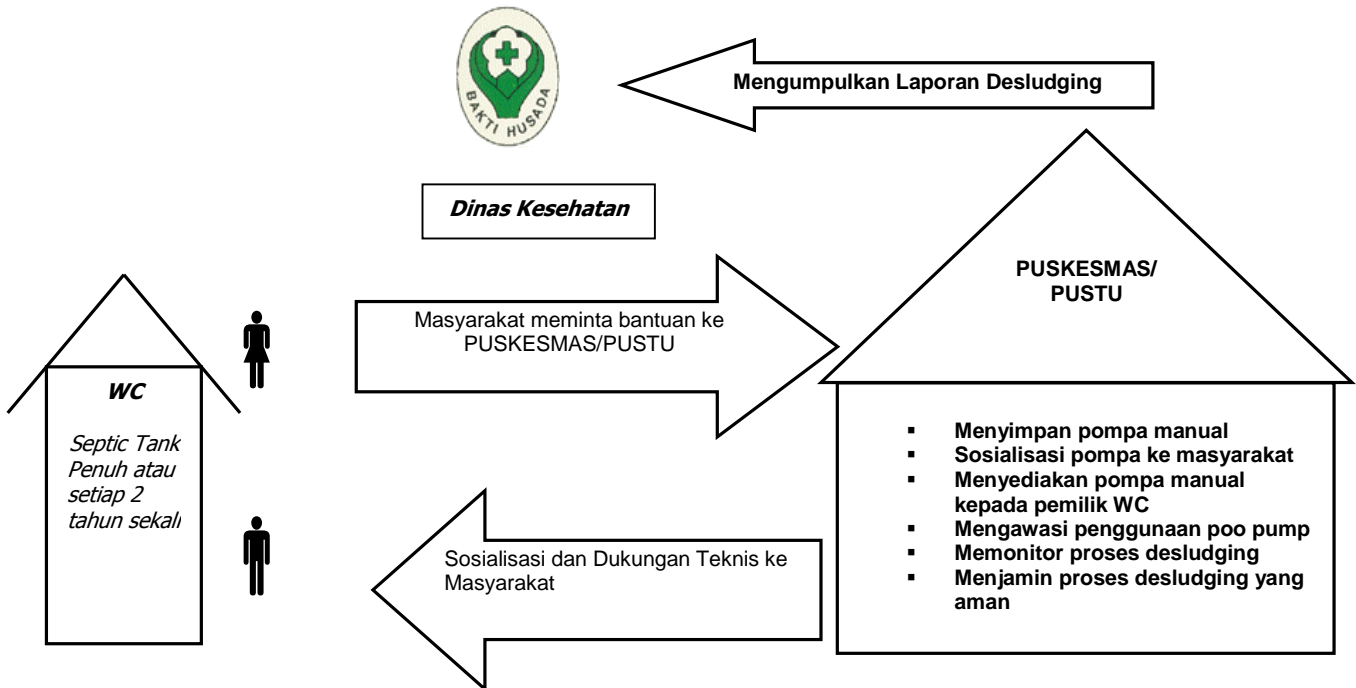 BAKTI HUSADA
Mengumpulkan Laporan Desludging
Dinas Kesehatan
PUSKESMAS/
PUSTU
Masyarakat meminta bantuan ke
PUSKESMAS/PUSTU
WC
Septic Tank
Penuh atau
setiap 2
tahun sekali
▪ Menyimpan pompa manual
▪ Sosialisasi pompa ke masyarakat
▪ Menyediakan pompa manual
kepada pemilik WC
▪ Mengawasi penggunaan poo pump
▪ Memonitor proses desludging
▪ Menjamin proses desludging yang
aman
Sosialisasi dan Dukungan Teknis ke
Masyarakat